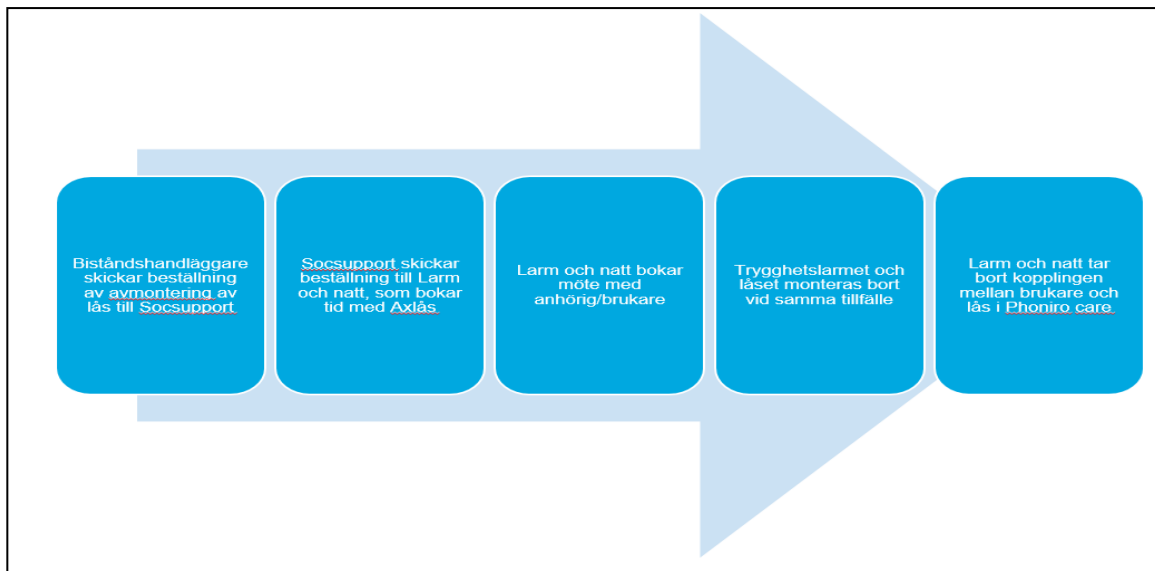 Biståndshandläggare
skickar beställning
av avmontering av
lås till Socsupport
Socsupport skickar
beställning till Larm
och natt, som bokar
tid med Axlås
Larm och natt bokar
möte med
anhörig/brukare
Trygghetslarmet och
låset monteras bort
vid samma tillfälle
Larm och natt tar
bort kopplingen
mellan brukare och
lås i Phoniro care